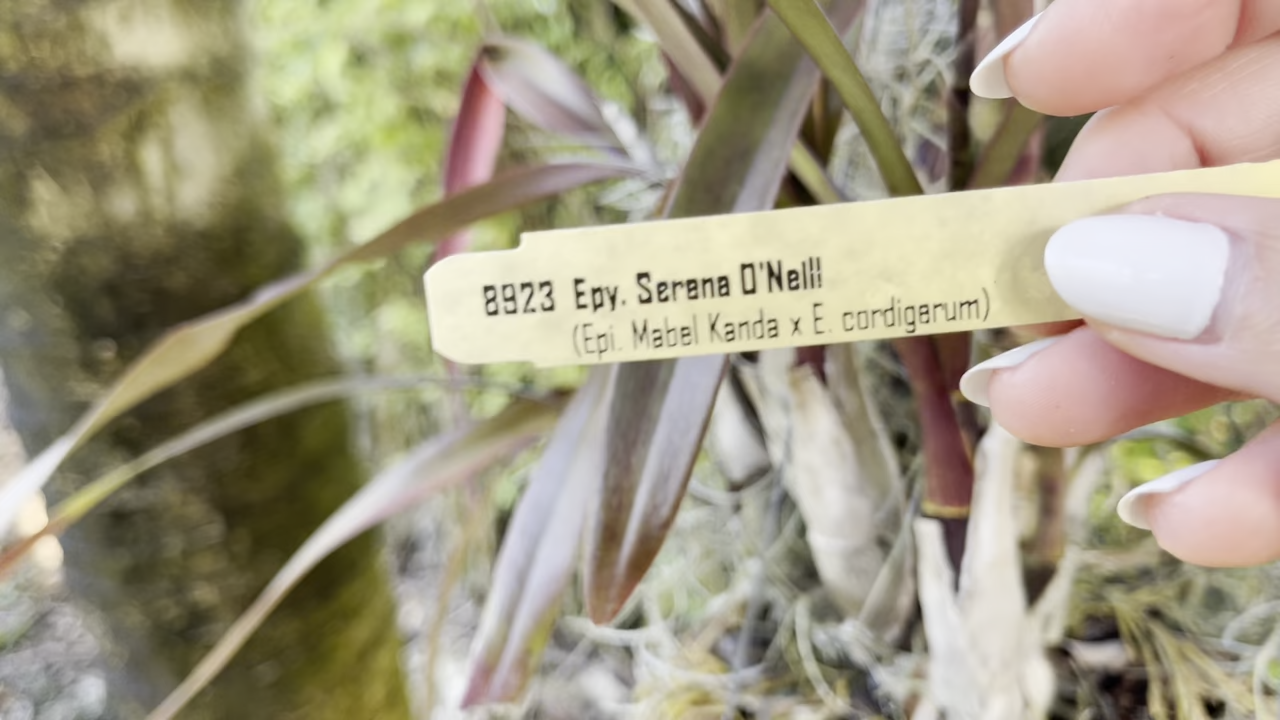 8923 Epy. Serena O'Neill
(Epi. Mabel Kanda x E. cordigerum)